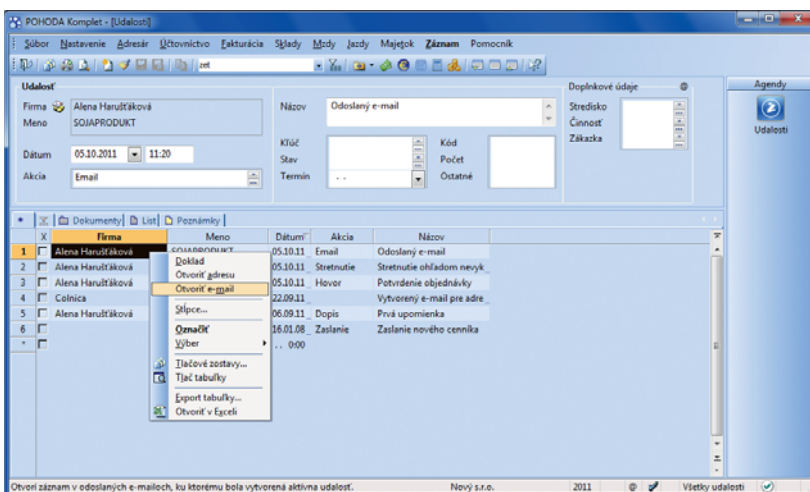 POHODA Komplet - [Udalosti]
Súbor Nastavenie Adresár Účtovníctvo Fakturácia Sklady Mzdy Jazdy Majetok Záznam Pomocník
zet
Udalosť
Firma Alena Harušťáková
Meno SOJAPRODUKT
Dátum 05.10.2011 11:20
Akcia Email
Názov Odoslaný e-mail
Kľúč
Stav
Termín . .
Kód
Počet
Ostatné
Doplnkové údaje
Stredisko
Činnosť
Zákazka
Agendy
Udalosti
Dokumenty List Poznámky
X Firma Meno Dátum Akcia Názov
1 Alena Harušťáková SOJAPRODUKT 05.10.11 Email Odoslaný e-mail
2 Alena Harušťáková 05.10.11 Stretnutie Stretnutie ohľadom nevyk
3 Alena Harušťáková 05.10.11 Hovor Potvrdenie objednávky
4 Colnica 22.09.11 Vytvorený e-mail pre adre
5 Alena Harušťáková 06.09.11 Dopis Prvá upomienka
6 16.01.08 Zaslanie Zaslanie nového cenníka
* . . 0:00
Doklad
Otvoriť adresu
Otvoriť e-mail
Stĺpce...
Označiť
Výber
Tlačové zostavy...
Tlač tabuľky
Export tabuľky...
Otvoriť v Exceli
Otvorí záznam v odoslaných e-mailoch, ku ktorému bola vytvorená aktívna udalosť. Nový s.r.o. 2011 @ Všetky udalosti